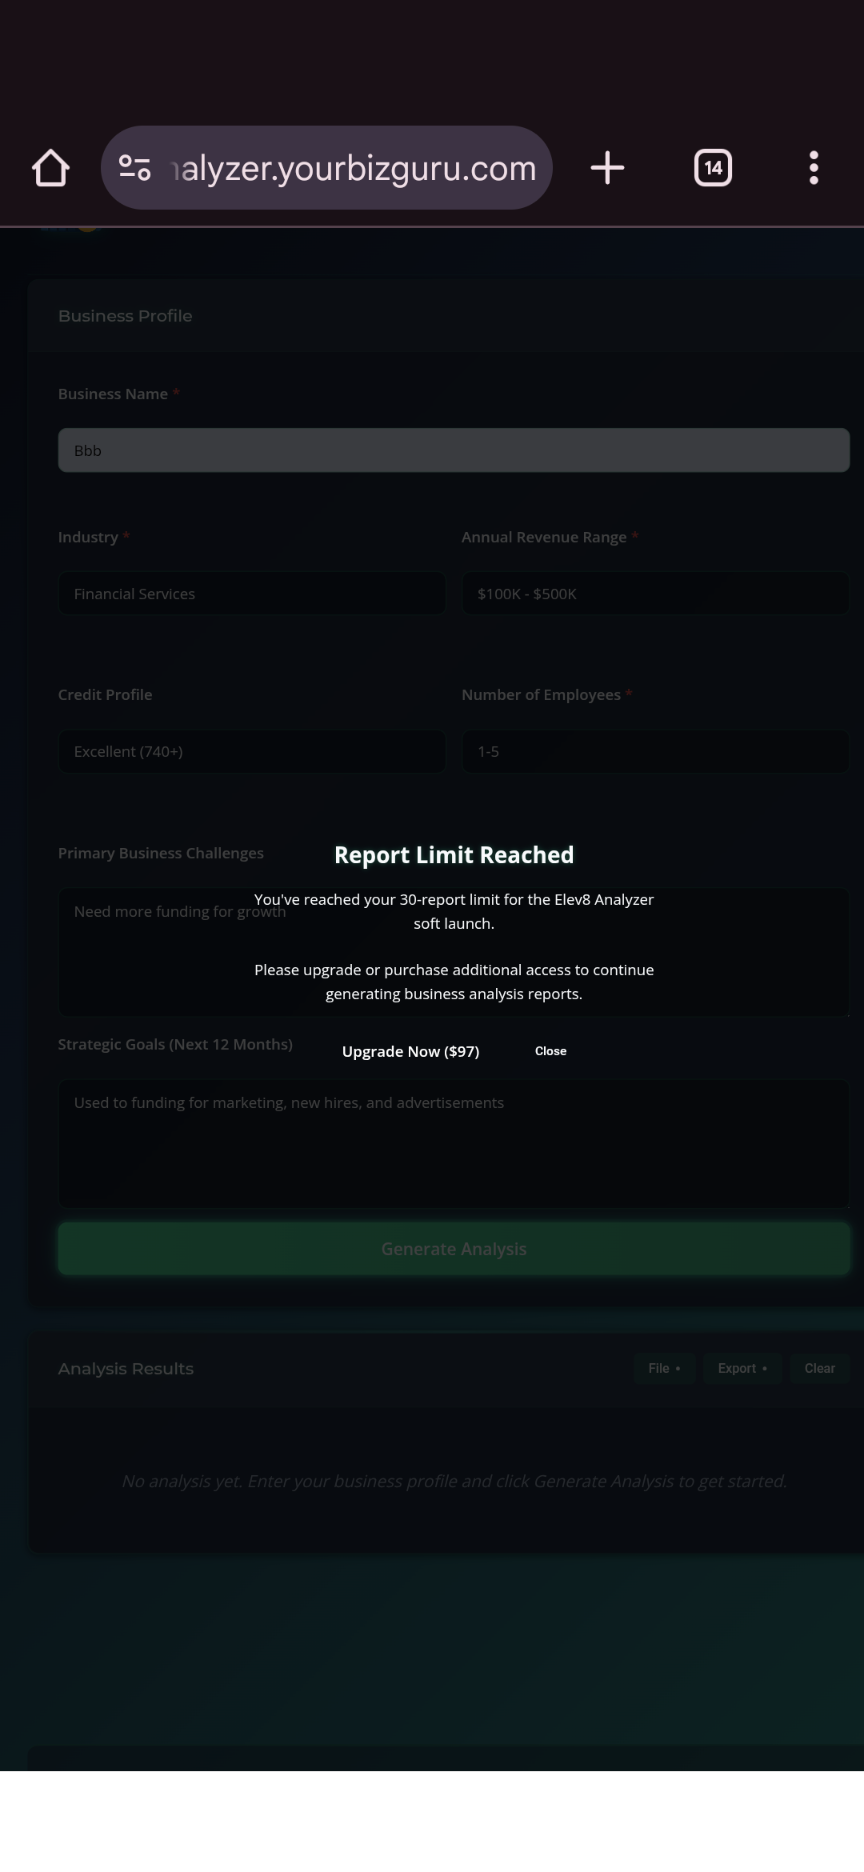 alyzer.yourbizguru.com
14
Business Profile
Business Name *
Bbb
Industry *
Annual Revenue Range *
Financial Services
$100K - $500K
Credit Profile
Number of Employees *
Excellent (740+)
1-5
Primary Business Challenges
Need more funding for growth
Report Limit Reached
You've reached your 30-report limit for the Elev8 Analyzer
soft launch.
Please upgrade or purchase additional access to continue
generating business analysis reports.
Upgrade Now ($97)
Close
Strategic Goals (Next 12 Months)
Used to funding for marketing, new hires, and advertisements
Generate Analysis
Analysis Results
File •
Export •
Clear
No analysis yet. Enter your business profile and click Generate Analysis to get started.